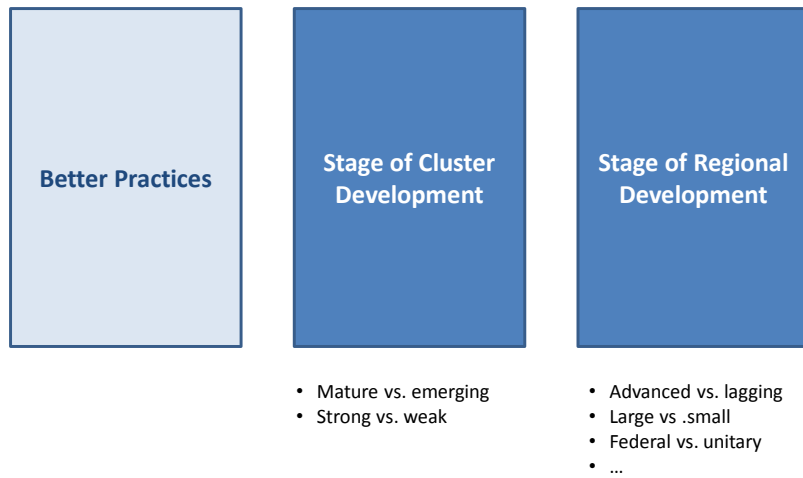 Better Practices
Stage of Cluster
Development
Stage of Regional
Development
• Mature vs. emerging
• Strong vs. weak
• Advanced vs. lagging
• Large vs .small
• Federal vs. unitary
• …